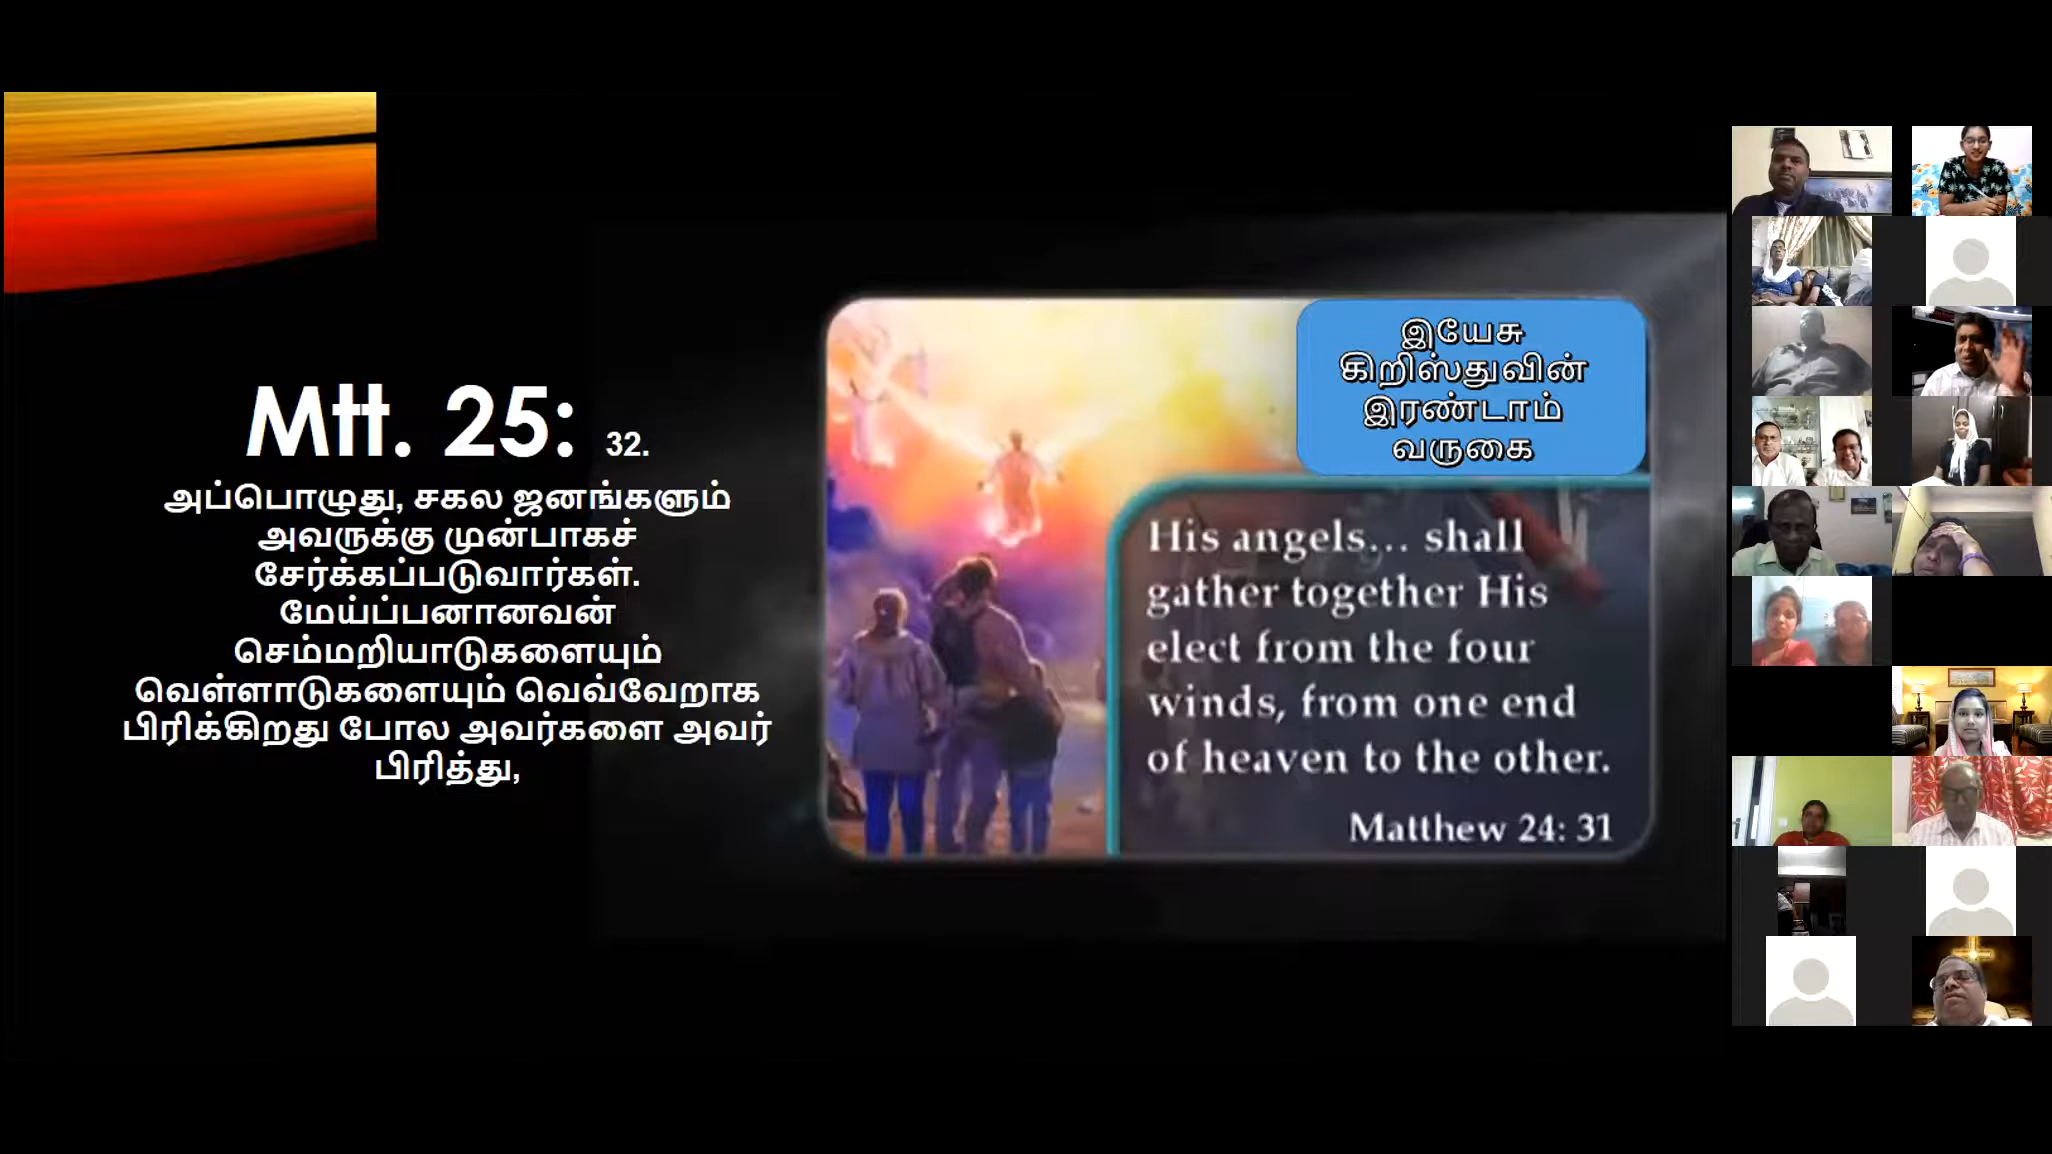 Mtt. 25: 32.
அப்பொழுது, சகல ஜனங்களும்
அவருக்கு முன்பாகச்
சேர்க்கப்படுவார்கள்.
மேய்ப்பனானவன்
செம்மறியாடுகளையும்
வெள்ளாடுகளையும் வெவ்வேறாக
பிரிக்கிறது போல அவர்களை அவர்
பிரித்து,
இயேசு
கிறிஸ்துவின்
இரண்டாம்
வருகை
His angels... shall
gather together His
elect from the four
winds, from one end
of heaven to the other.
Matthew 24: 31